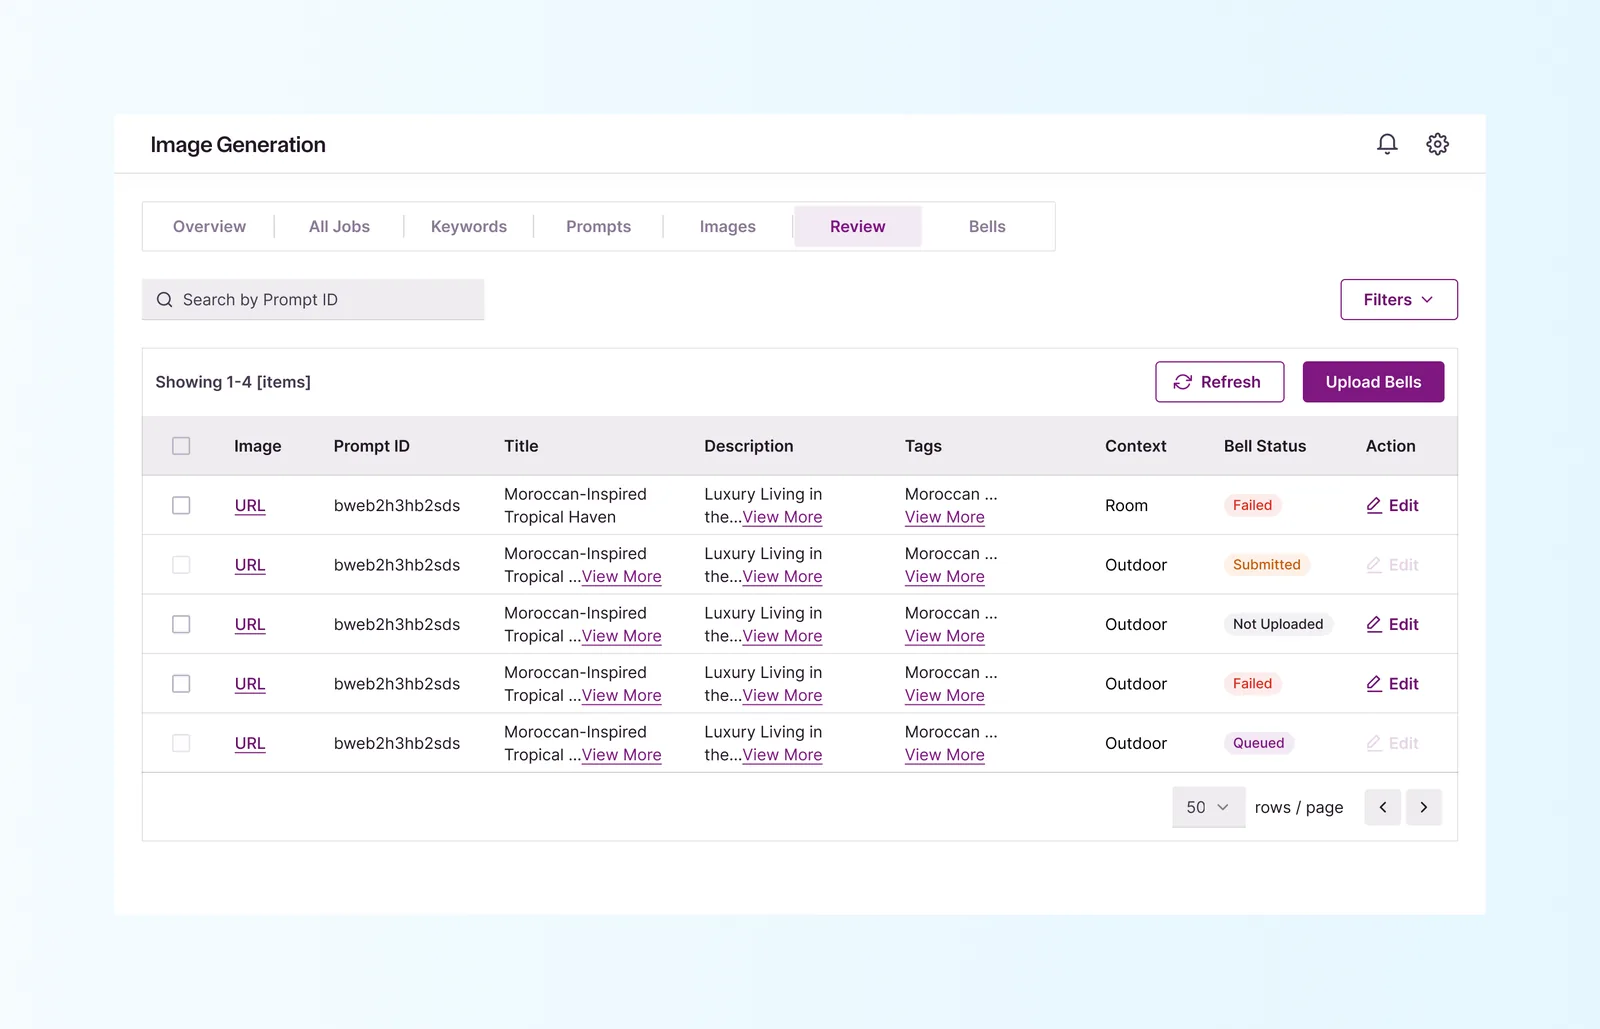 Image Generation
Overview All Jobs Keywords Prompts Images Review Bells
Search by Prompt ID
Filters
Showing 1-4 [items]
Refresh
Upload Bells
Image Prompt ID Title Description Tags Context Bell Status Action
URL bweb2h3hb2sds Moroccan-Inspired Luxury Living in Moroccan ... Room Failed Edit
Tropical Haven the...View More View More
URL bweb2h3hb2sds Moroccan-Inspired Luxury Living in Moroccan ... Outdoor Submitted Edit
Tropical ...View More the...View More View More
URL bweb2h3hb2sds Moroccan-Inspired Luxury Living in Moroccan ... Outdoor Not Uploaded Edit
Tropical ...View More the...View More View More
URL bweb2h3hb2sds Moroccan-Inspired Luxury Living in Moroccan ... Outdoor Failed Edit
Tropical ...View More the...View More View More
URL bweb2h3hb2sds Moroccan-Inspired Luxury Living in Moroccan ... Outdoor Queued Edit
Tropical ...View More the...View More View More
50 rows / page